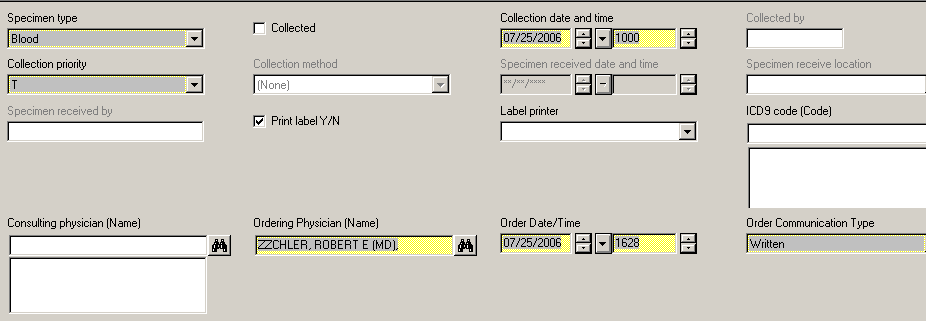 Specimen type
Collected
Collection date and time
Collected by
Blood
07/25/2006
1000
Collection priority
Collection method
Specimen received date and time
Specimen receive location
T
(None)
**/**/****
Specimen received by
Print label Y/N
Label printer
ICD9 code (Code)
Consulting physician (Name)
Ordering Physician (Name)
Order Date/Time
Order Communication Type
ZZCHLER, ROBERT E (MD),
07/25/2006
1628
Written